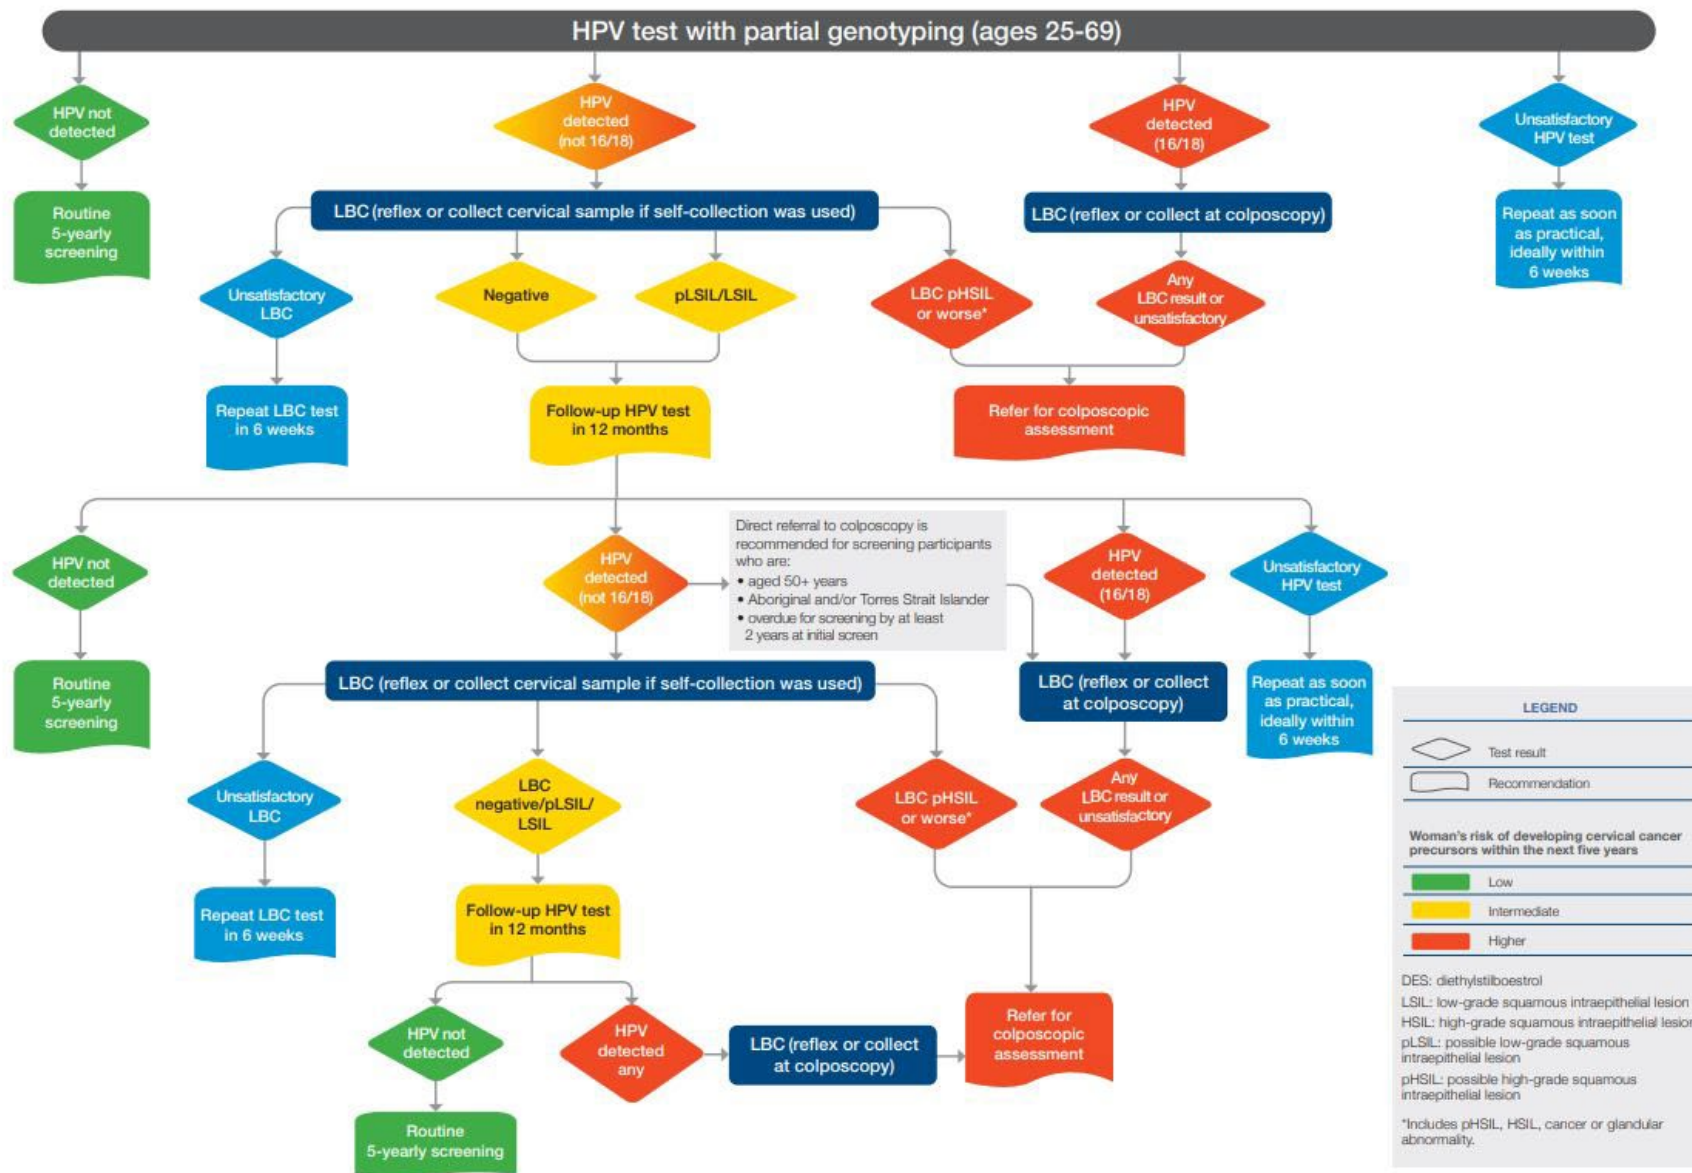 HPV test with partial genotyping (ages 25-69)
HPV not
detected
HPV
detected
(not 16/18)
HPV
detected
(16/18)
Unsatisfactory
HPV test
Routine
5-yearly
screening
LBC (reflex or collect cervical sample if self-collection was used)
LBC (reflex or collect at colposcopy)
Repeat as soon
as practical,
ideally within
6 weeks
Unsatisfactory
LBC
Negative
pLSIL/LSIL
LBC pHSIL
or worse*
Any
LBC result or
unsatisfactory
Repeat LBC test
in 6 weeks
Follow-up HPV test
in 12 months
Refer for colposcopic
assessment
HPV not
detected
HPV
detected
(not 16/18)
Direct referral to colposcopy is
recommended for screening participants
who are:
• aged 50+ years
• Aboriginal and/or Torres Strait Islander
• overdue for screening by at least
2 years at initial screen
HPV
detected
(16/18)
Unsatisfactory
HPV test
Routine
5-yearly
screening
LBC (reflex or collect cervical sample if self-collection was used)
LBC (reflex or collect
at colposcopy)
Repeat as soon
as practical,
ideally within
6 weeks
Unsatisfactory
LBC
LBC
negative/pLSIL/
LSIL
LBC pHSIL
or worse*
Any
LBC result or
unsatisfactory
Repeat LBC test
in 6 weeks
Follow-up HPV test
in 12 months
HPV not
detected
HPV
detected
any
LBC (reflex or collect
at colposcopy)
Refer for
colposcopic
assessment
Routine
5-yearly screening
LEGEND
Test result
Recommendation
Woman's risk of developing cervical cancer
precursors within the next five years
Low
Intermediate
Higher
DES: diethylstilboestrol
LSIL: low-grade squamous intraepithelial lesion
HSIL: high-grade squamous intraepithelial lesion
pLSIL: possible low-grade squamous
intraepithelial lesion
pHSIL: possible high-grade squamous
intraepithelial lesion
*Includes pHSIL, HSIL, cancer or glandular
abnormality.